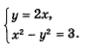 y = 2x,
x² − y² = 3.